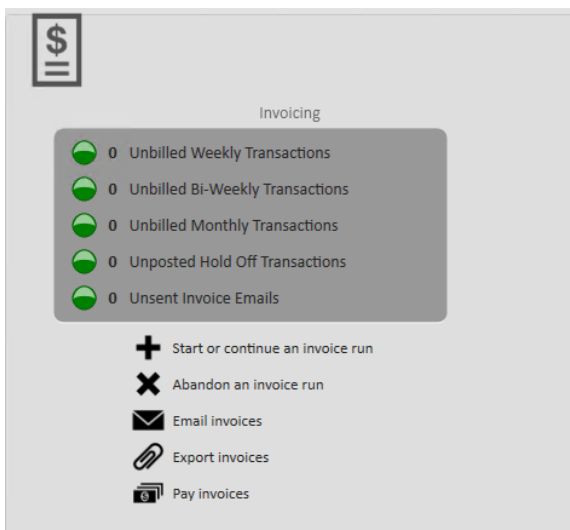 $
Invoicing
0 Unbilled Weekly Transactions
0 Unbilled Bi-Weekly Transactions
0 Unbilled Monthly Transactions
0 Unposted Hold Off Transactions
0 Unsent Invoice Emails
Start or continue an invoice run
Abandon an invoice run
Email invoices
Export invoices
$ Pay invoices